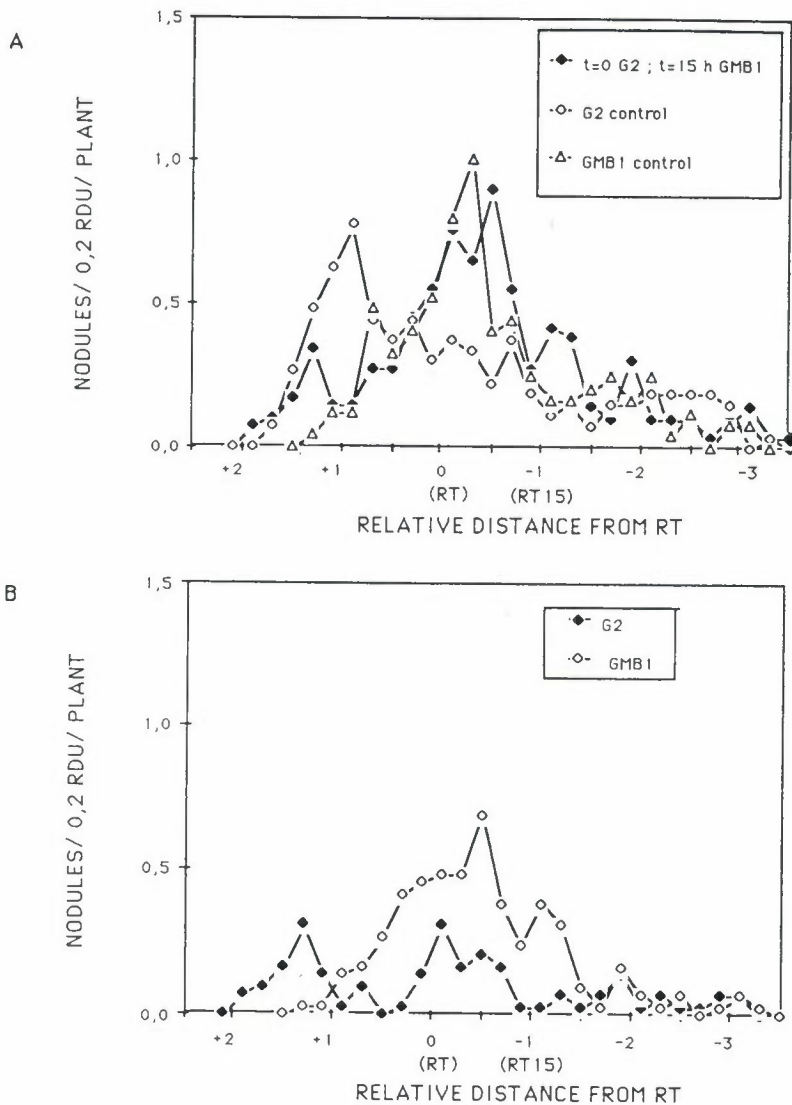 A
1,5
1,0
0,5
0,0
NODULES/ 0,2 RDU/ PLANT
t=0 G2 ; t=15 h GMB1
G2 control
GMB1 control
+2 +1 0 -1 -2 -3
(RT) (RT15)
RELATIVE DISTANCE FROM RT
B
1,5
1,0
0,5
0,0
NODULES/ 0,2 RDU/ PLANT
G2
GMB1
+2 +1 0 -1 -2 -3
(RT) (RT15)
RELATIVE DISTANCE FROM RT